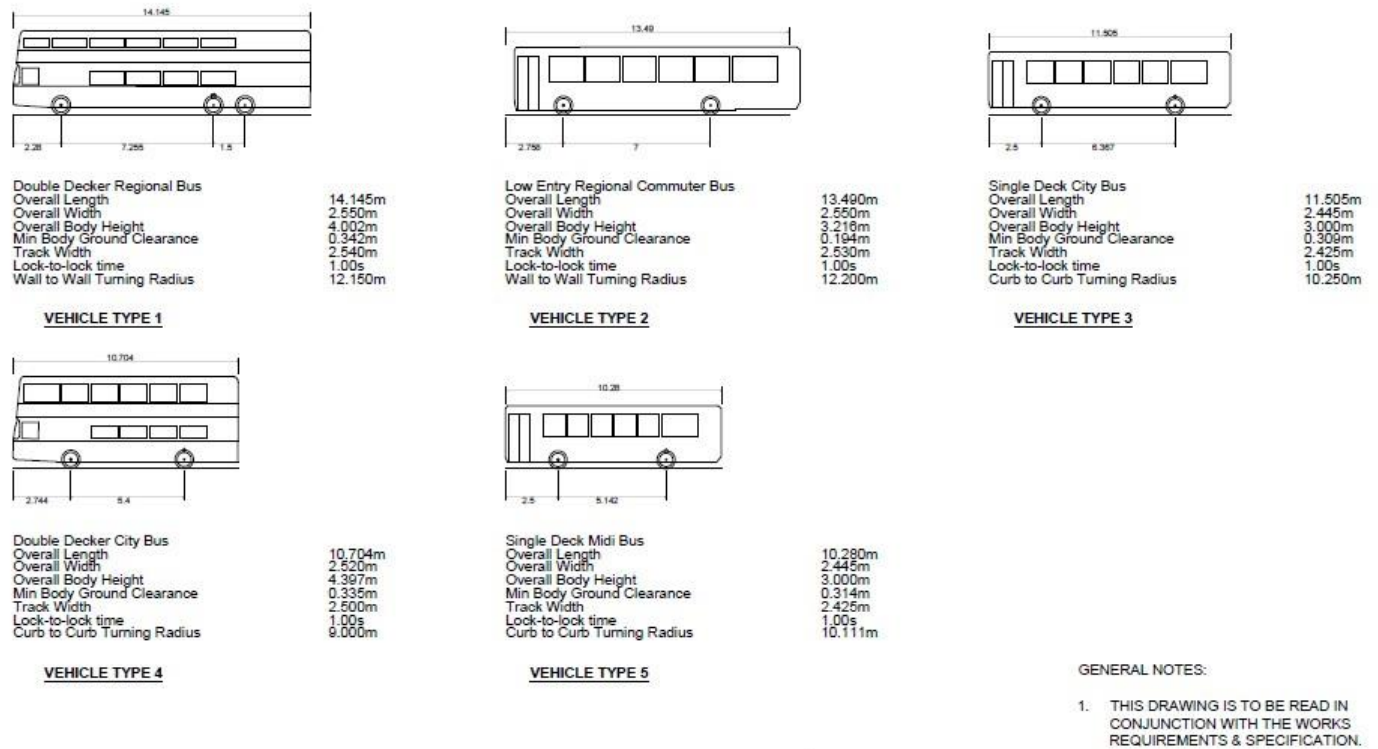 14.145
2.28 7.255 1.5
Double Decker Regional Bus
Overall Length 14.145m
Overall Width 2.550m
Overall Body Height 4.002m
Min Body Ground Clearance 0.342m
Track Width 2.540m
Lock-to-lock time 1.00s
Wall to Wall Turning Radius 12.150m
VEHICLE TYPE 1
13.49
2.756 7
Low Entry Regional Commuter Bus
Overall Length 13.490m
Overall Width 2.550m
Overall Body Height 3.216m
Min Body Ground Clearance 0.194m
Track Width 2.530m
Lock-to-lock time 1.00s
Wall to Wall Turning Radius 12.200m
VEHICLE TYPE 2
11.505
2.5 6.367
Single Deck City Bus
Overall Length 11.505m
Overall Width 2.445m
Overall Body Height 3.000m
Min Body Ground Clearance 0.309m
Track Width 2.425m
Lock-to-lock time 1.00s
Curb to Curb Turning Radius 10.250m
VEHICLE TYPE 3
10.704
2.744 5.4
Double Decker City Bus
Overall Length 10.704m
Overall Width 2.520m
Overall Body Height 4.397m
Min Body Ground Clearance 0.335m
Track Width 2.500m
Lock-to-lock time 1.00s
Curb to Curb Turning Radius 9.000m
VEHICLE TYPE 4
10.28
2.5 5.142
Single Deck Midi Bus
Overall Length 10.280m
Overall Width 2.445m
Overall Body Height 3.000m
Min Body Ground Clearance 0.314m
Track Width 2.425m
Lock-to-lock time 1.00s
Curb to Curb Turning Radius 10.111m
VEHICLE TYPE 5
GENERAL NOTES:
1. THIS DRAWING IS TO BE READ IN
CONJUNCTION WITH THE WORKS
REQUIREMENTS & SPECIFICATION.